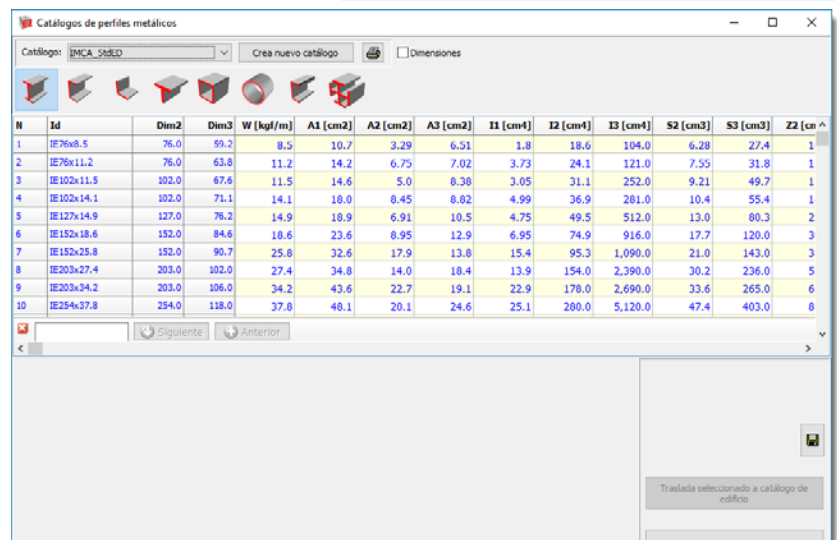 Catálogos de perfiles metálicos
Catálogo: IMCA_StdED Crea nuevo catálogo Dimensiones
N Id Dim2 Dim3 W [kgf/m] A1 [cm2] A2 [cm2] A3 [cm2] I1 [cm4] I2 [cm4] I3 [cm4] S2 [cm3] S3 [cm3] Z2 [cn
1 IE76x8.5 76.0 59.2 8.5 10.7 3.29 6.51 1.8 18.6 104.0 6.28 27.4 1
2 IE76x11.2 76.0 63.8 11.2 14.2 6.75 7.02 3.73 24.1 121.0 7.55 31.8 1
3 IE102x11.5 102.0 67.6 11.5 14.6 5.0 8.38 3.05 31.1 252.0 9.21 49.7 1
4 IE102x14.1 102.0 71.1 14.1 18.0 8.45 8.82 4.99 36.9 281.0 10.4 55.4 1
5 IE127x14.9 127.0 76.2 14.9 18.9 6.91 10.5 4.75 49.5 512.0 13.0 80.3 2
6 IE152x18.6 152.0 84.6 18.6 23.6 8.95 12.9 6.95 74.9 916.0 17.7 120.0 3
7 IE152x25.8 152.0 90.7 25.8 32.6 17.9 13.8 15.4 95.3 1,090.0 21.0 143.0 3
8 IE203x27.4 203.0 102.0 27.4 34.8 14.0 18.4 13.9 154.0 2,390.0 30.2 236.0 5
9 IE203x34.2 203.0 106.0 34.2 43.6 22.7 19.1 22.9 178.0 2,690.0 33.6 265.0 6
10 IE254x37.8 254.0 118.0 37.8 48.1 20.1 24.6 25.1 280.0 5,120.0 47.4 403.0 8
Siguiente Anterior
Traslada seleccionado a catálogo de
edificio